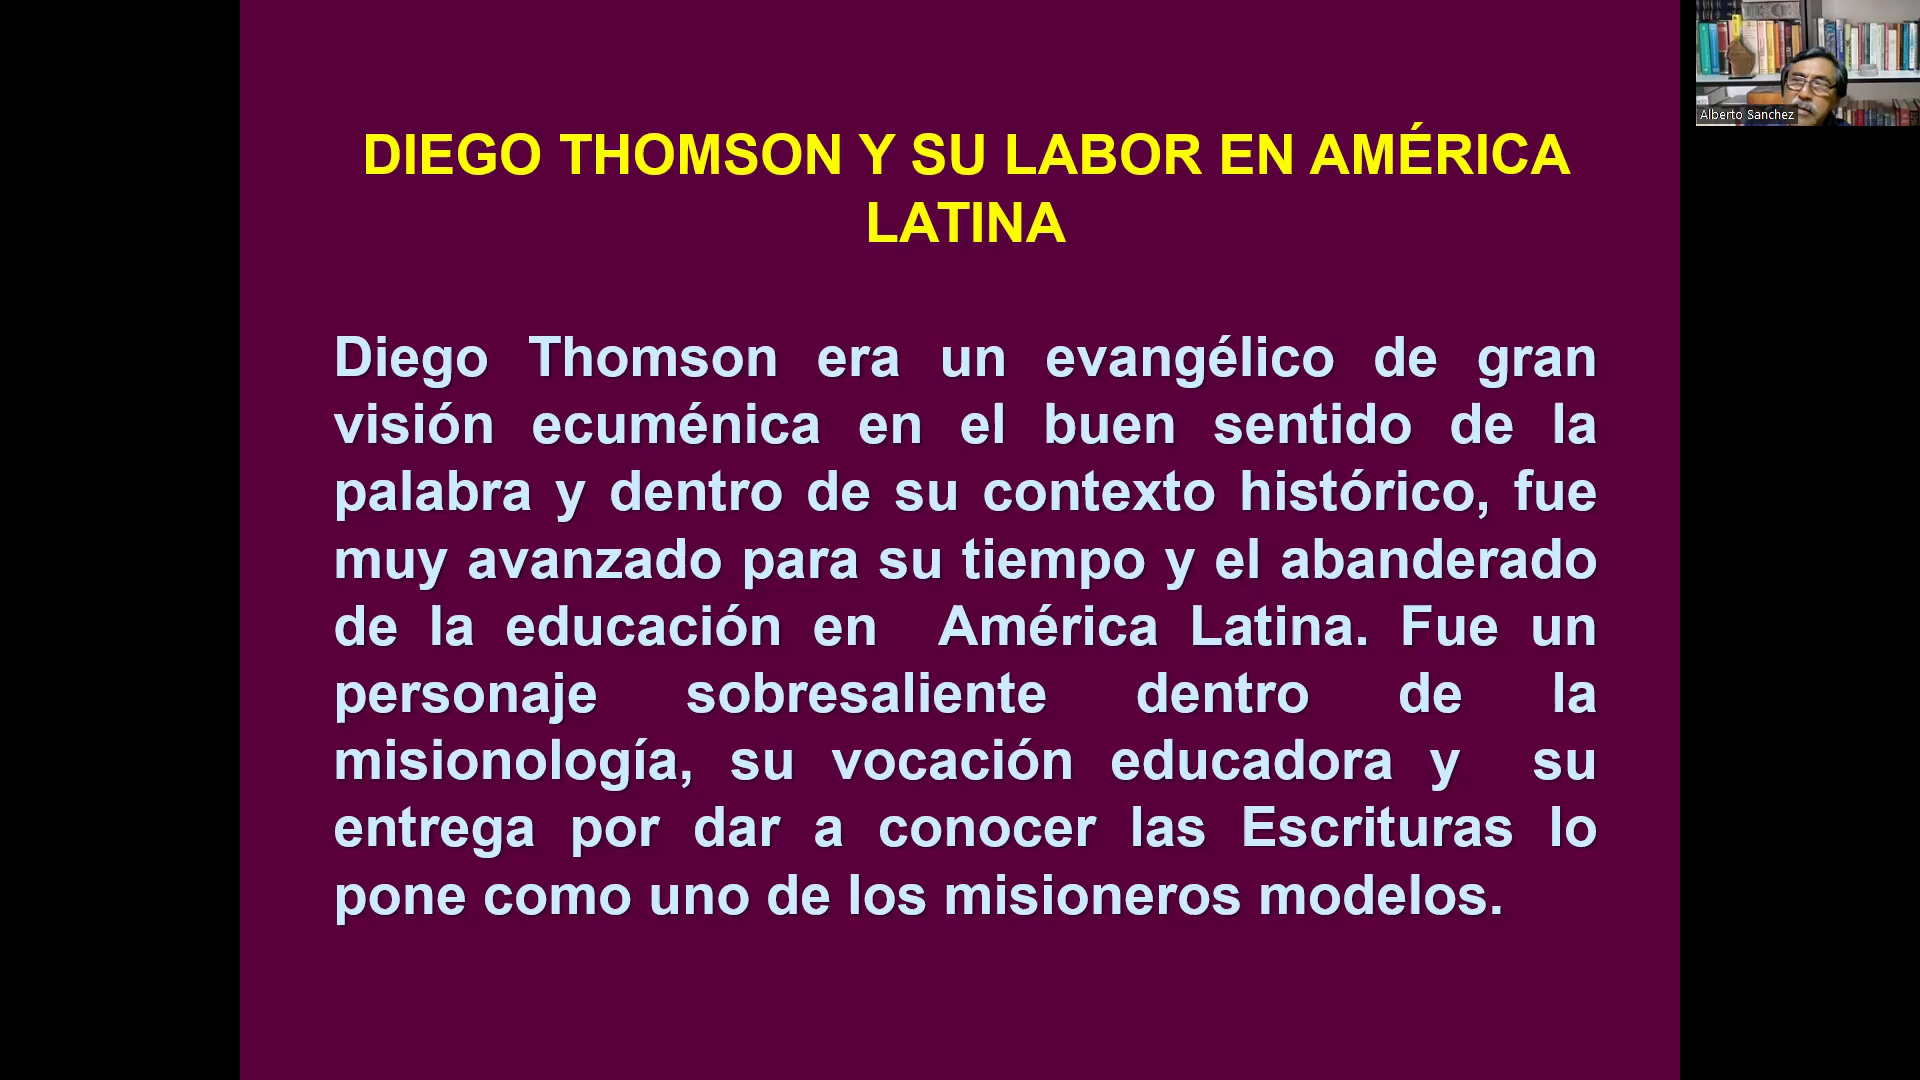 DIEGO THOMSON Y SU LABOR EN AMÉRICA
LATINA
Diego Thomson era un evangélico de gran
visión ecuménica en el buen sentido de la
palabra y dentro de su contexto histórico, fue
muy avanzado para su tiempo y el abanderado
de la educación en América Latina. Fue un
personaje sobresaliente dentro de la
misionología, su vocación educadora y su
entrega por dar a conocer las Escrituras lo
pone como uno de los misioneros modelos.
Alberto Sanchez